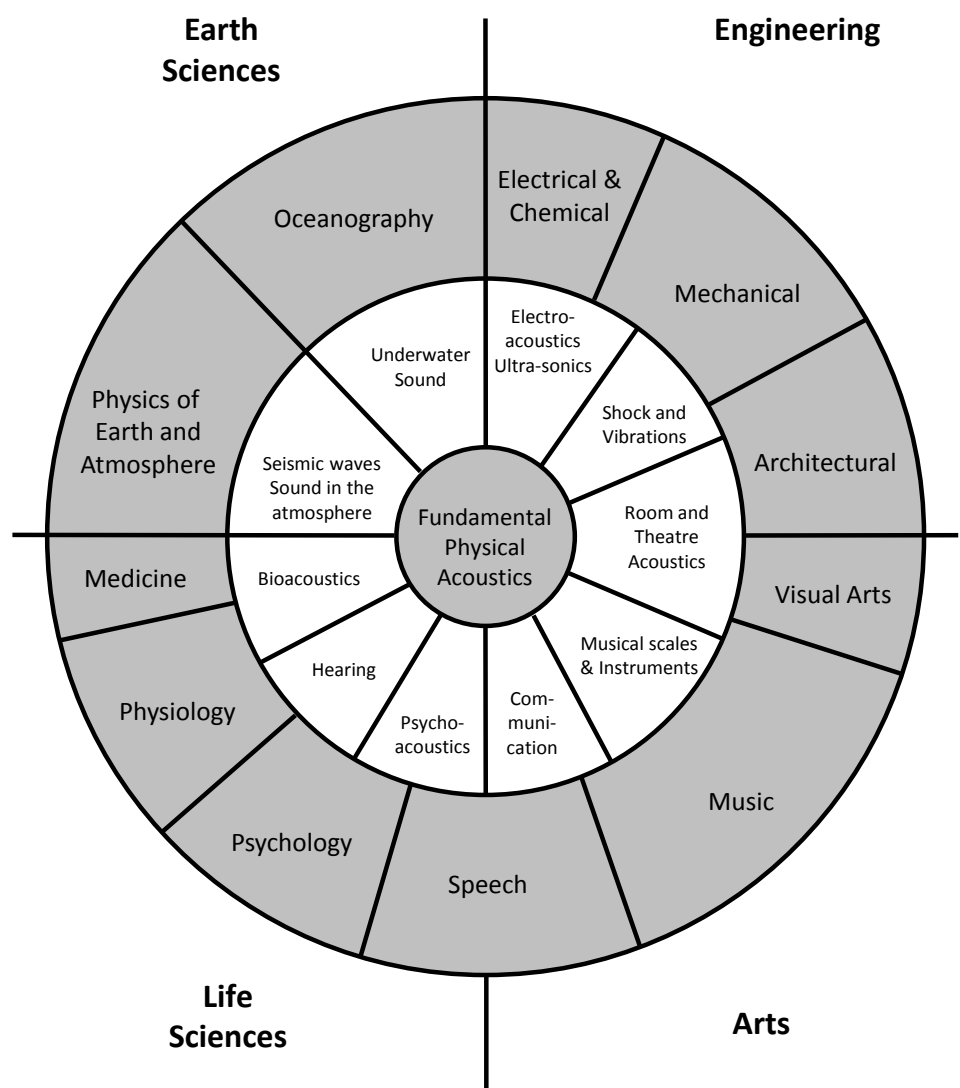 Earth
Sciences
Engineering
Oceanography
Electrical &
Chemical
Mechanical
Architectural
Physics of
Earth and
Atmosphere
Underwater
Sound
Electro-
acoustics
Ultra-sonics
Shock and
Vibrations
Room and
Theatre
Acoustics
Seismic waves
Sound in the
atmosphere
Fundamental
Physical
Acoustics
Medicine
Bioacoustics
Visual Arts
Musical scales
& Instruments
Hearing
Physiology
Psycho-
acoustics
Com-
muni-
cation
Music
Psychology
Speech
Life
Sciences
Arts